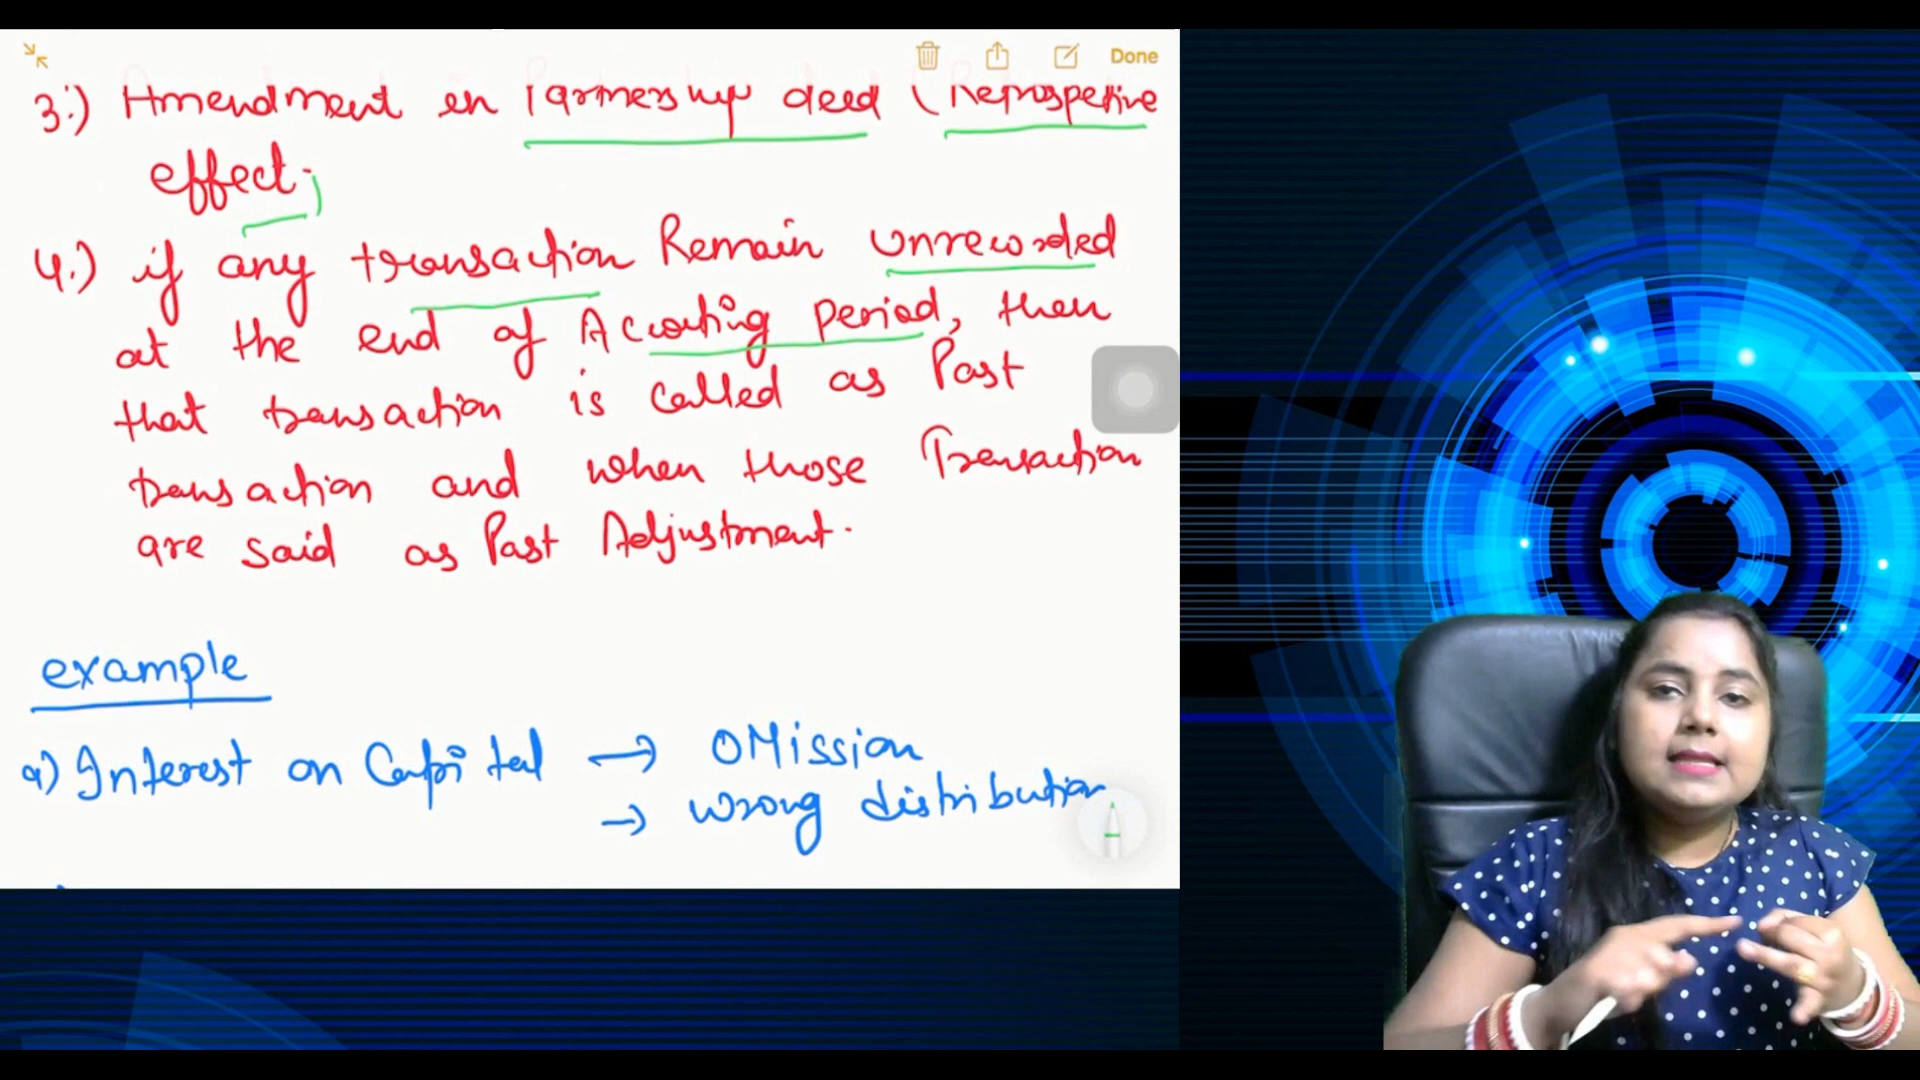 Done
3.) Amendment in Partnership deed (Retrospective
effect.)
4.) if any transaction Remain unrecorded
at the end of Accounting period, then
that transaction is called as Past
transaction and when those Transaction
are said as Past Adjustment.
example
a) Interest on Capital → OMission
→ wrong distribution